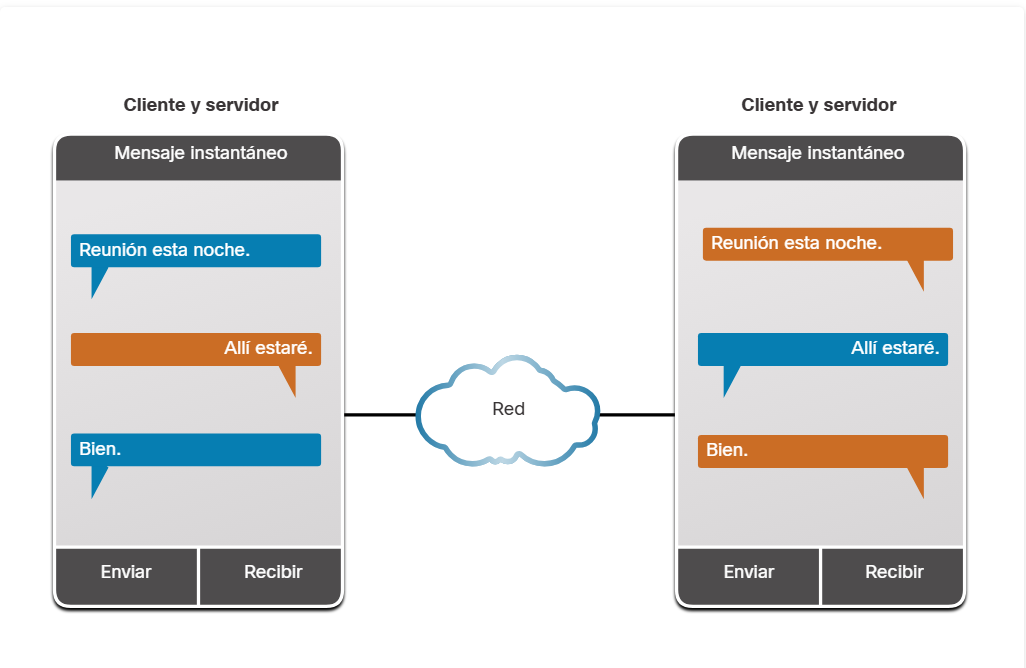 Cliente y servidor
Mensaje instantáneo
Reunión esta noche.
Allí estaré.
Bien.
Enviar
Recibir
Red
Cliente y servidor
Mensaje instantáneo
Reunión esta noche.
Allí estaré.
Bien.
Enviar
Recibir